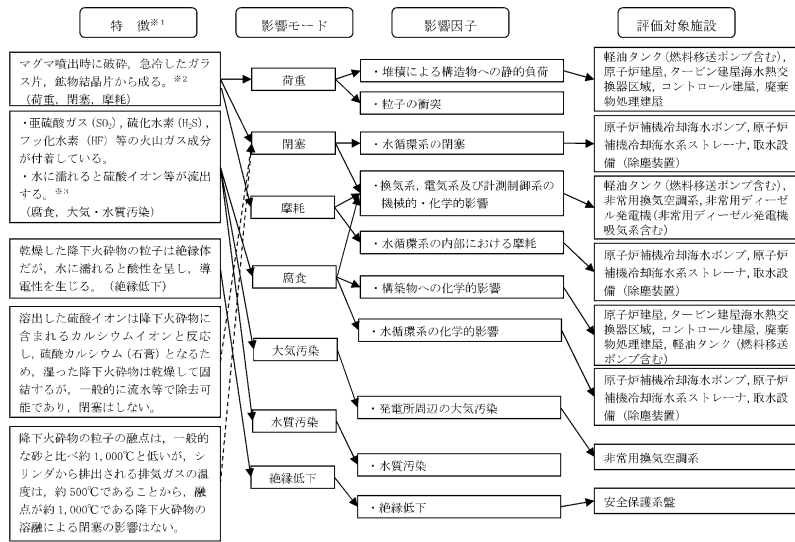 特 徴※1
影響モード
影響因子
評価対象施設
マグマ噴出時に破砕，急冷したガラ
ス片，鉱物結晶片から成る。※2
（荷重，閉塞，摩耗）
・亜硫酸ガス(SO₂)，硫化水素(H₂S)，
フッ化水素（HF）等の火山ガス成分
が付着している。
・水に濡れると硫酸イオン等が流出
する。※3
（腐食，大気・水質汚染）
乾燥した降下火砕物の粒子は絶縁体
だが，水に濡れると酸性を呈し，導
電性を生じる。（絶縁低下）
溶出した硫酸イオンは降下火砕物に
含まれるカルシウムイオンと反応
し，硫酸カルシウム（石膏）となるた
め，湿った降下火砕物は乾燥して固
結するが，一般的に流水等で除去可
能であり，閉塞はしない。
降下火砕物の粒子の融点は，一般的
な砂と比べ約 1,000℃と低いが，シ
リンダから排出される排気ガスの温
度は，約 500℃であることから，融
点が約 1,000℃である降下火砕物の
溶融による閉塞の影響はない。
荷重
閉塞
摩耗
腐食
大気汚染
水質汚染
絶縁低下
・堆積による構造物への静的負荷
・粒子の衝突
・水循環系の閉塞
・換気系，電気系及び計測制御系の
機械的・化学的影響
・水循環系の内部における摩耗
・構築物への化学的影響
・水循環系の化学的影響
・発電所周辺の大気汚染
・水質汚染
・絶縁低下
軽油タンク（燃料移送ポンプ含む），
原子炉建屋，タービン建屋海水熱交
換器区域，コントロール建屋，廃棄
物処理建屋
原子炉補機冷却海水ポンプ，原子炉
補機冷却海水系ストレーナ，取水設
備（除塵装置）
軽油タンク（燃料移送ポンプ含む），
非常用換気空調系，非常用ディーゼ
ル発電機（非常用ディーゼル発電機
吸気系含む）
原子炉補機冷却海水ポンプ，原子炉
補機冷却海水系ストレーナ，取水設
備（除塵装置）
原子炉建屋，タービン建屋海水熱交
換器区域，コントロール建屋，廃棄
物処理建屋，軽油タンク（燃料移送
ポンプ含む）
原子炉補機冷却海水ポンプ，原子炉
補機冷却海水系ストレーナ，取水設
備（除塵装置）
非常用換気空調系
安全保護系盤